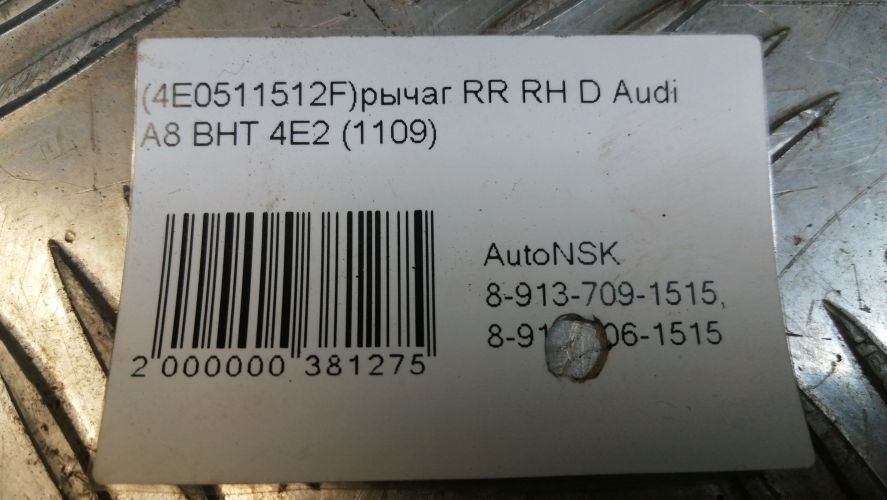 (4E0511512F)рычаг RR RH D Audi
A8 BHT 4E2 (1109)
AutoNSK
8-913-709-1515,
2 000000 381275